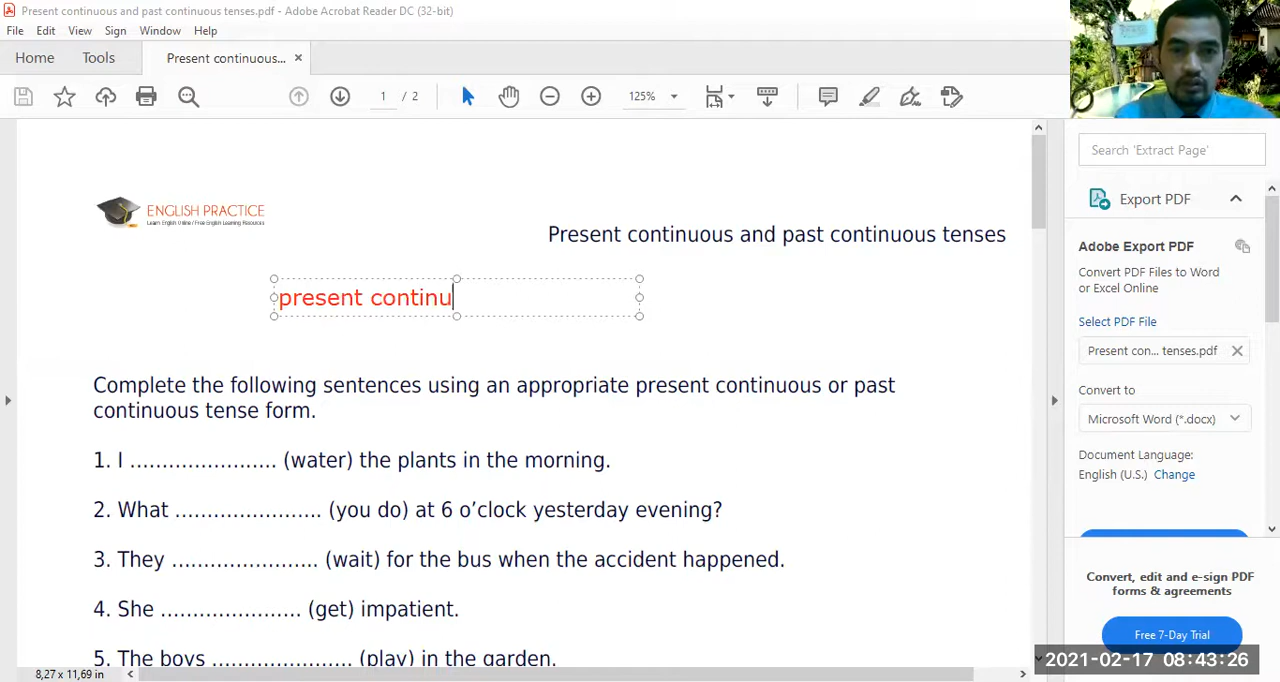 Present continuous and past continuous tenses.pdf - Adobe Acrobat Reader DC (32-bit)
File Edit View Sign Window Help
Home Tools Present continuous... ×
1 / 2 125%
Search 'Extract Page'
ENGLISH PRACTICE
Learn English Online / Free English Learning Resources
Present continuous and past continuous tenses
present continu
Complete the following sentences using an appropriate present continuous or past
continuous tense form.
1. I ………………….. (water) the plants in the morning.
2. What ………………….. (you do) at 6 o’clock yesterday evening?
3. They ………………….. (wait) for the bus when the accident happened.
4. She …………………. (get) impatient.
5. The boys …………………. (play) in the garden.
8,27 x 11,69 in
Export PDF
Adobe Export PDF
Convert PDF Files to Word
or Excel Online
Select PDF File
Present con... tenses.pdf
Convert to
Microsoft Word (*.docx)
Document Language:
English (U.S.) Change
Convert, edit and e-sign PDF
forms & agreements
Free 7-Day Trial
2021-02-17 08:43:26